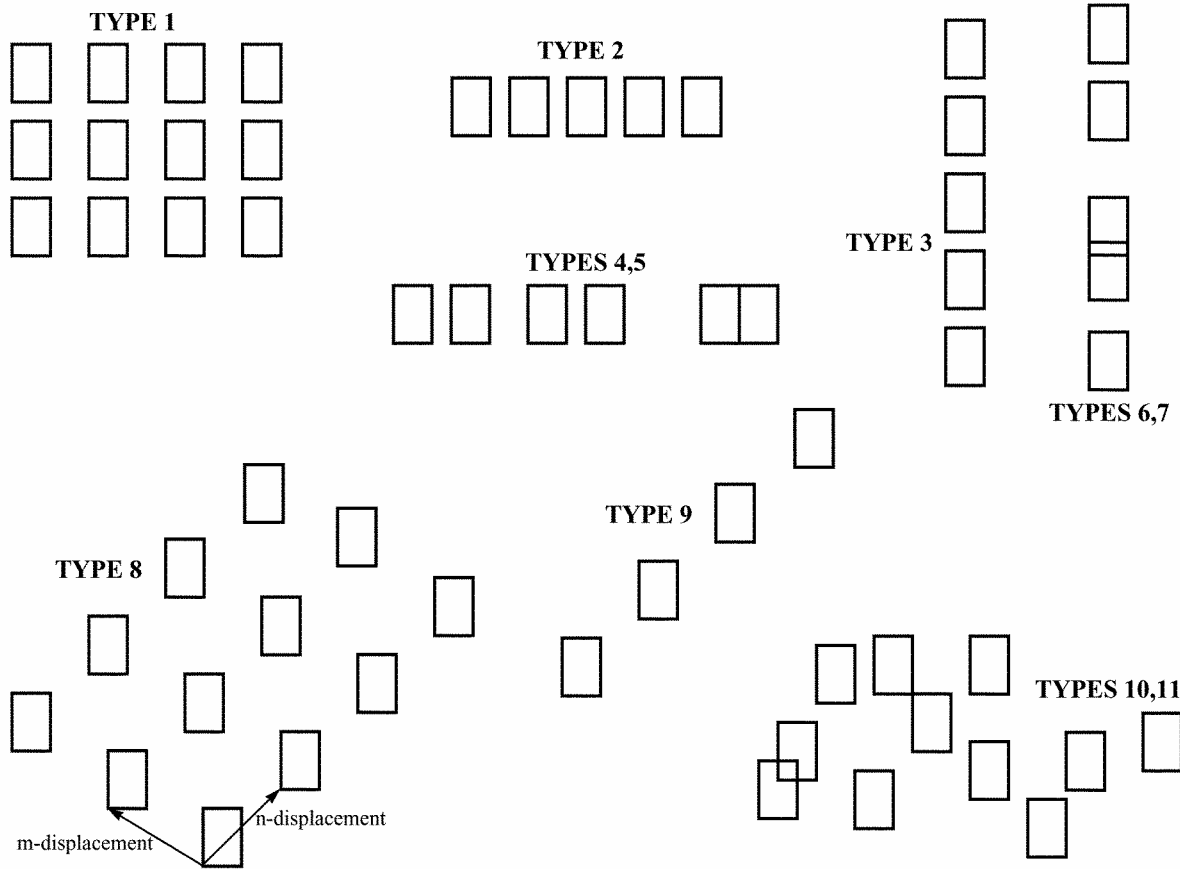 TYPE 1
TYPE 2
TYPE 3
TYPES 4,5
TYPES 6,7
TYPE 9
TYPE 8
TYPES 10,11
n-displacement
m-displacement